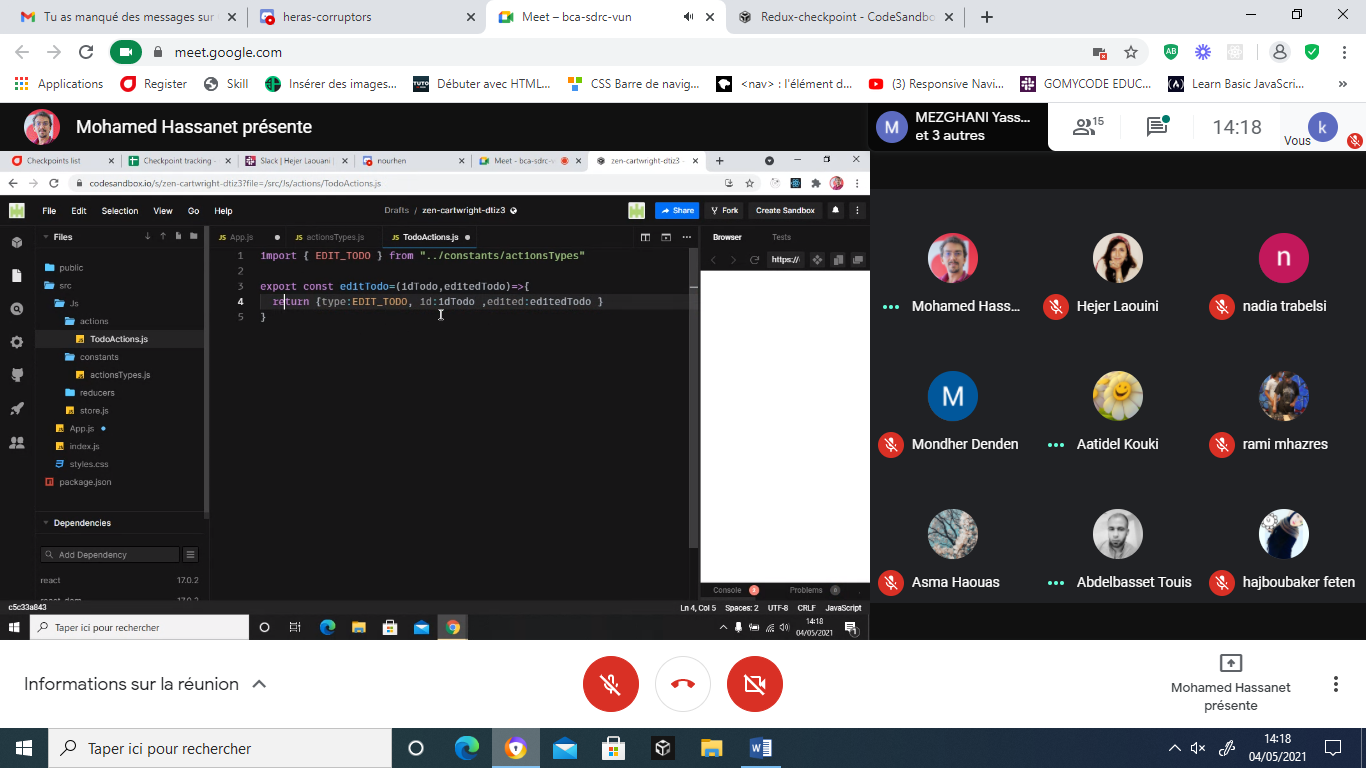 Tu as manqué des messages sur
heras-corruptors
Meet – bca-sdrc-vun
Redux-checkpoint - CodeSandbo
meet.google.com
Applications
Register
Skill
Insérer des images...
Débuter avec HTML...
CSS Barre de navig...
<nav> : l'élément d...
(3) Responsive Navi...
GOMYCODE EDUC...
Learn Basic JavaScri...
Mohamed Hassanet présente
M
MEZGHANI Yass...
et 3 autres
15
14:18
Vous
k
Checkpoints list
Checkpoint tracking -
Slack | Hejer Laouani |
nourhen
Meet - bca-sdrc-v
zen-cartwright-dtiz3 -
codesandbox.io/s/zen-cartwright-dtiz3?file=/src/Js/actions/TodoActions.js
File Edit Selection View Go Help
Drafts / zen-cartwright-dtiz3
Share
Fork
Create Sandbox
Files
App.js
actionsTypes.js
TodoActions.js
Browser
Tests
https://
public
src
Js
actions
TodoActions.js
constants
actionsTypes.js
reducers
store.js
App.js
index.js
styles.css
package.json
1 import { EDIT_TODO } from "../constants/actionsTypes"
2
3 export const editTodo=(idTodo,editedTodo)=>{
4 return {type:EDIT_TODO, id:idTodo ,edited:editedTodo }
5 }
Dependencies
Add Dependency
react 17.0.2
react-dom 17.0.2
Console
Problems 0
c5c33a843
Ln 4, Col 5 Spaces: 2 UTF-8 CRLF JavaScript
Taper ici pour rechercher
14:18
04/05/2021
Mohamed Hass...
Hejer Laouini
n
nadia trabelsi
M
Mondher Denden
Aatidel Kouki
rami mhazres
Asma Haouas
Abdelbasset Touis
hajboubaker feten
Informations sur la réunion
Mohamed Hassanet
présente
Taper ici pour rechercher
14:18
04/05/2021